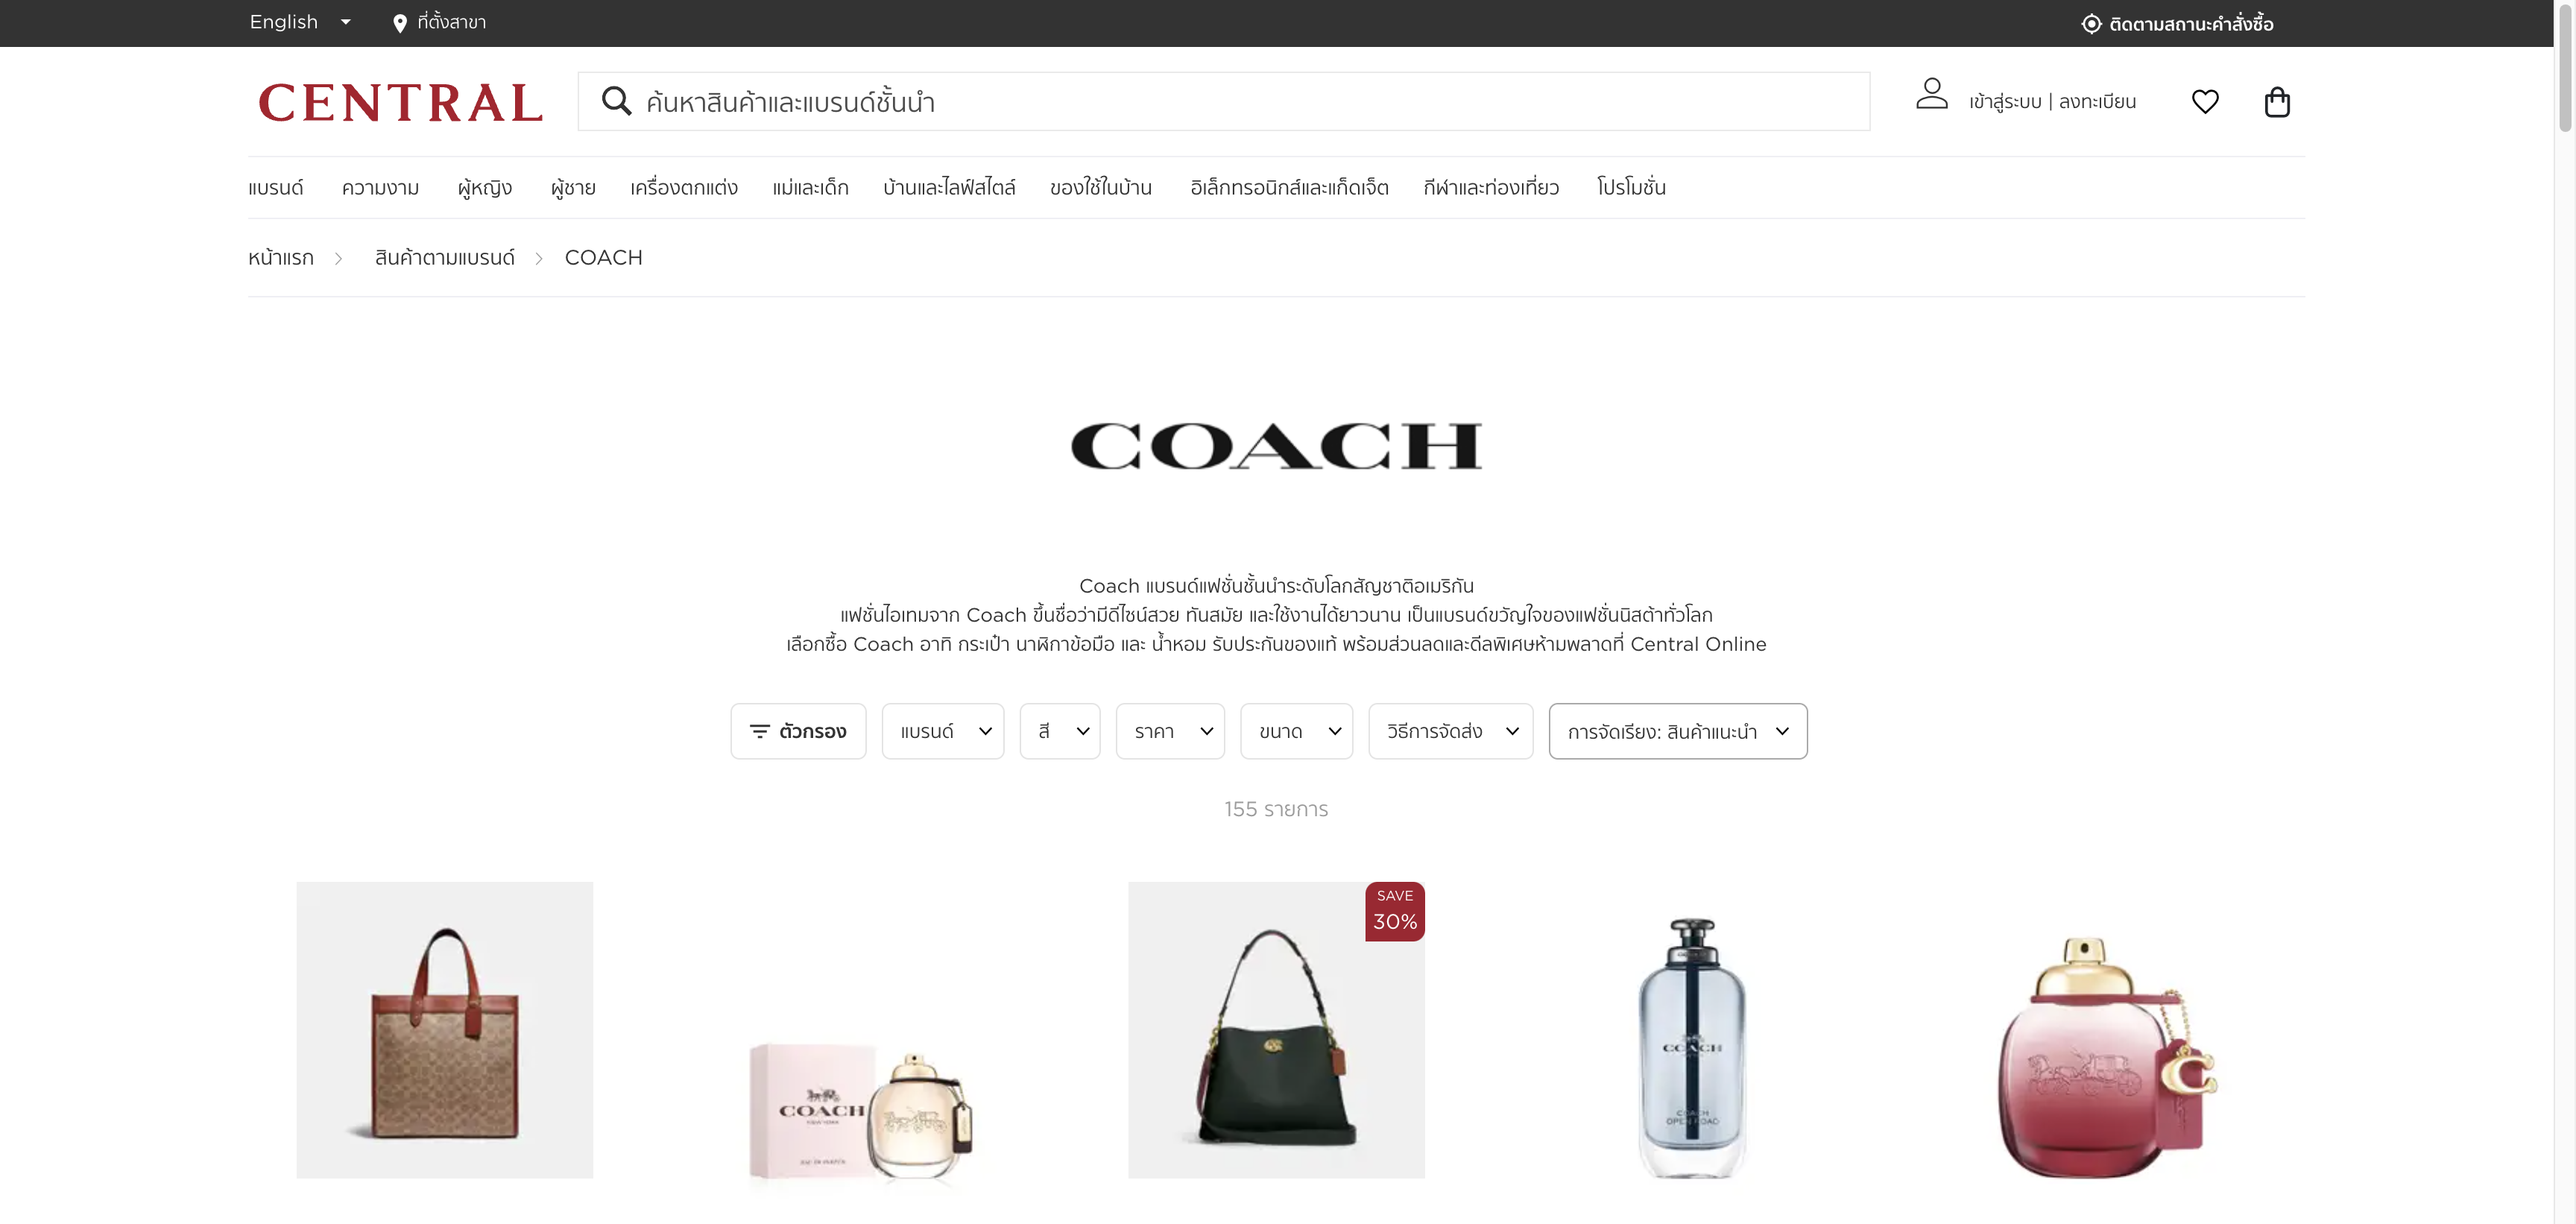 English
ที่ตั้งสาขา
ติดตามสถานะคำสั่งซื้อ
CENTRAL
ค้นหาสินค้าและแบรนด์ชั้นนำ
เข้าสู่ระบบ | ลงทะเบียน
แบรนด์ ความงาม ผู้หญิง ผู้ชาย เครื่องตกแต่ง แม่และเด็ก บ้านและไลฟ์สไตล์ ของใช้ในบ้าน อิเล็กทรอนิกส์และแก็ดเจ็ต กีฬาและท่องเที่ยว โปรโมชั่น
หน้าแรก สินค้าตามแบรนด์ COACH
COACH
Coach แบรนด์แฟชั่นชั้นนำระดับโลกสัญชาติอเมริกัน
แฟชั่นไอเทมจาก Coach ขึ้นชื่อว่ามีดีไซน์สวย ทันสมัย และใช้งานได้ยาวนาน เป็นแบรนด์ขวัญใจของแฟชั่นนิสต้าทั่วโลก
เลือกซื้อ Coach อาทิ กระเป๋า นาฬิกาข้อมือ และ น้ำหอม รับประกันของแท้ พร้อมส่วนลดและดีลพิเศษห้ามพลาดที่ Central Online
ตัวกรอง แบรนด์ สี ราคา ขนาด วิธีการจัดส่ง การจัดเรียง: สินค้าแนะนำ
155 รายการ
SAVE
30%
COACH
NEW YORK
EAU DE PARFUM
COACH
COACH
OPEN ROAD